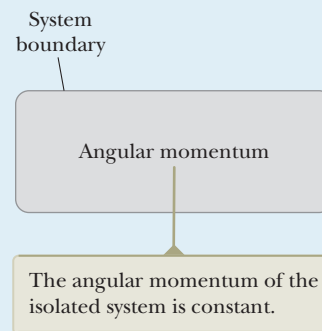 System
boundary
Angular momentum
The angular momentum of the
isolated system is constant.